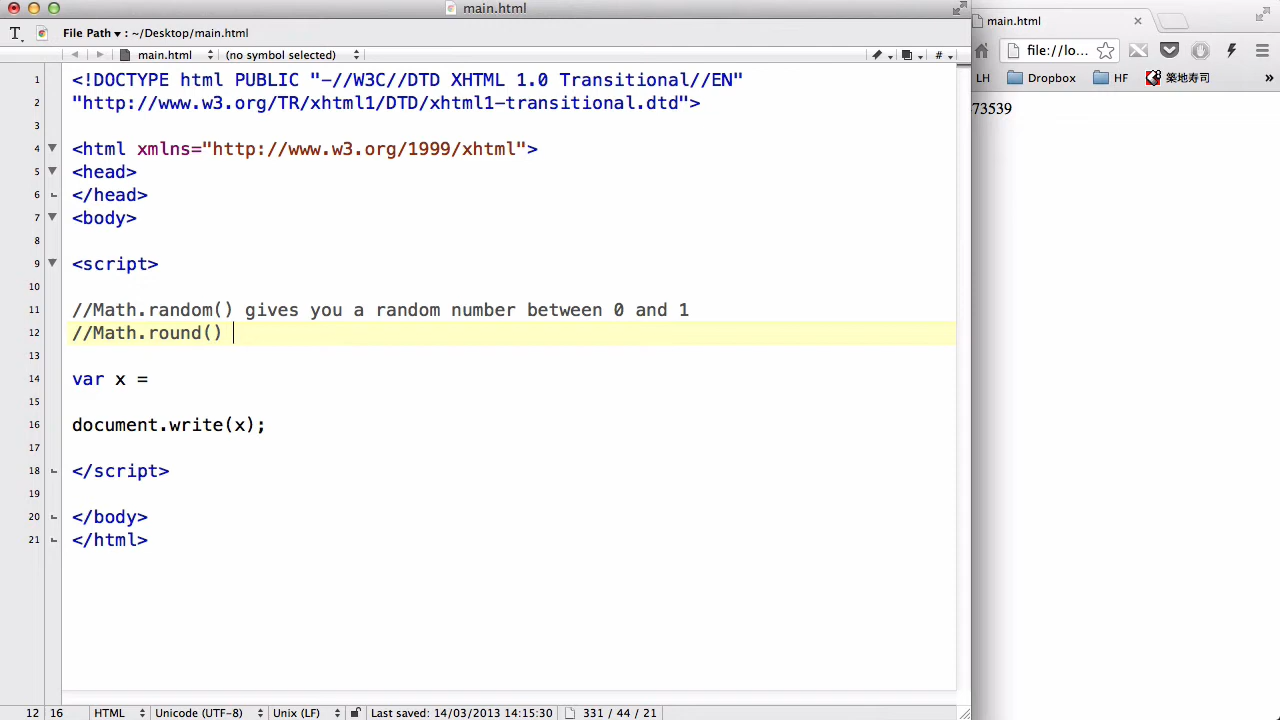 main.html
File Path ▾ : ~/Desktop/main.html
main.html (no symbol selected)
1 <!DOCTYPE html PUBLIC "-//W3C//DTD XHTML 1.0 Transitional//EN"
2 "http://www.w3.org/TR/xhtml1/DTD/xhtml1-transitional.dtd">
3
4 <html xmlns="http://www.w3.org/1999/xhtml">
5 <head>
6 </head>
7 <body>
8
9 <script>
10
11 //Math.random() gives you a random number between 0 and 1
12 //Math.round()
13
14 var x =
15
16 document.write(x);
17
18 </script>
19
20 </body>
21 </html>
12 16 HTML Unicode (UTF-8) Unix (LF) Last saved: 14/03/2013 14:15:30 331 / 44 / 21
main.html
file://lo...
LH Dropbox HF 築地寿司 »
73539